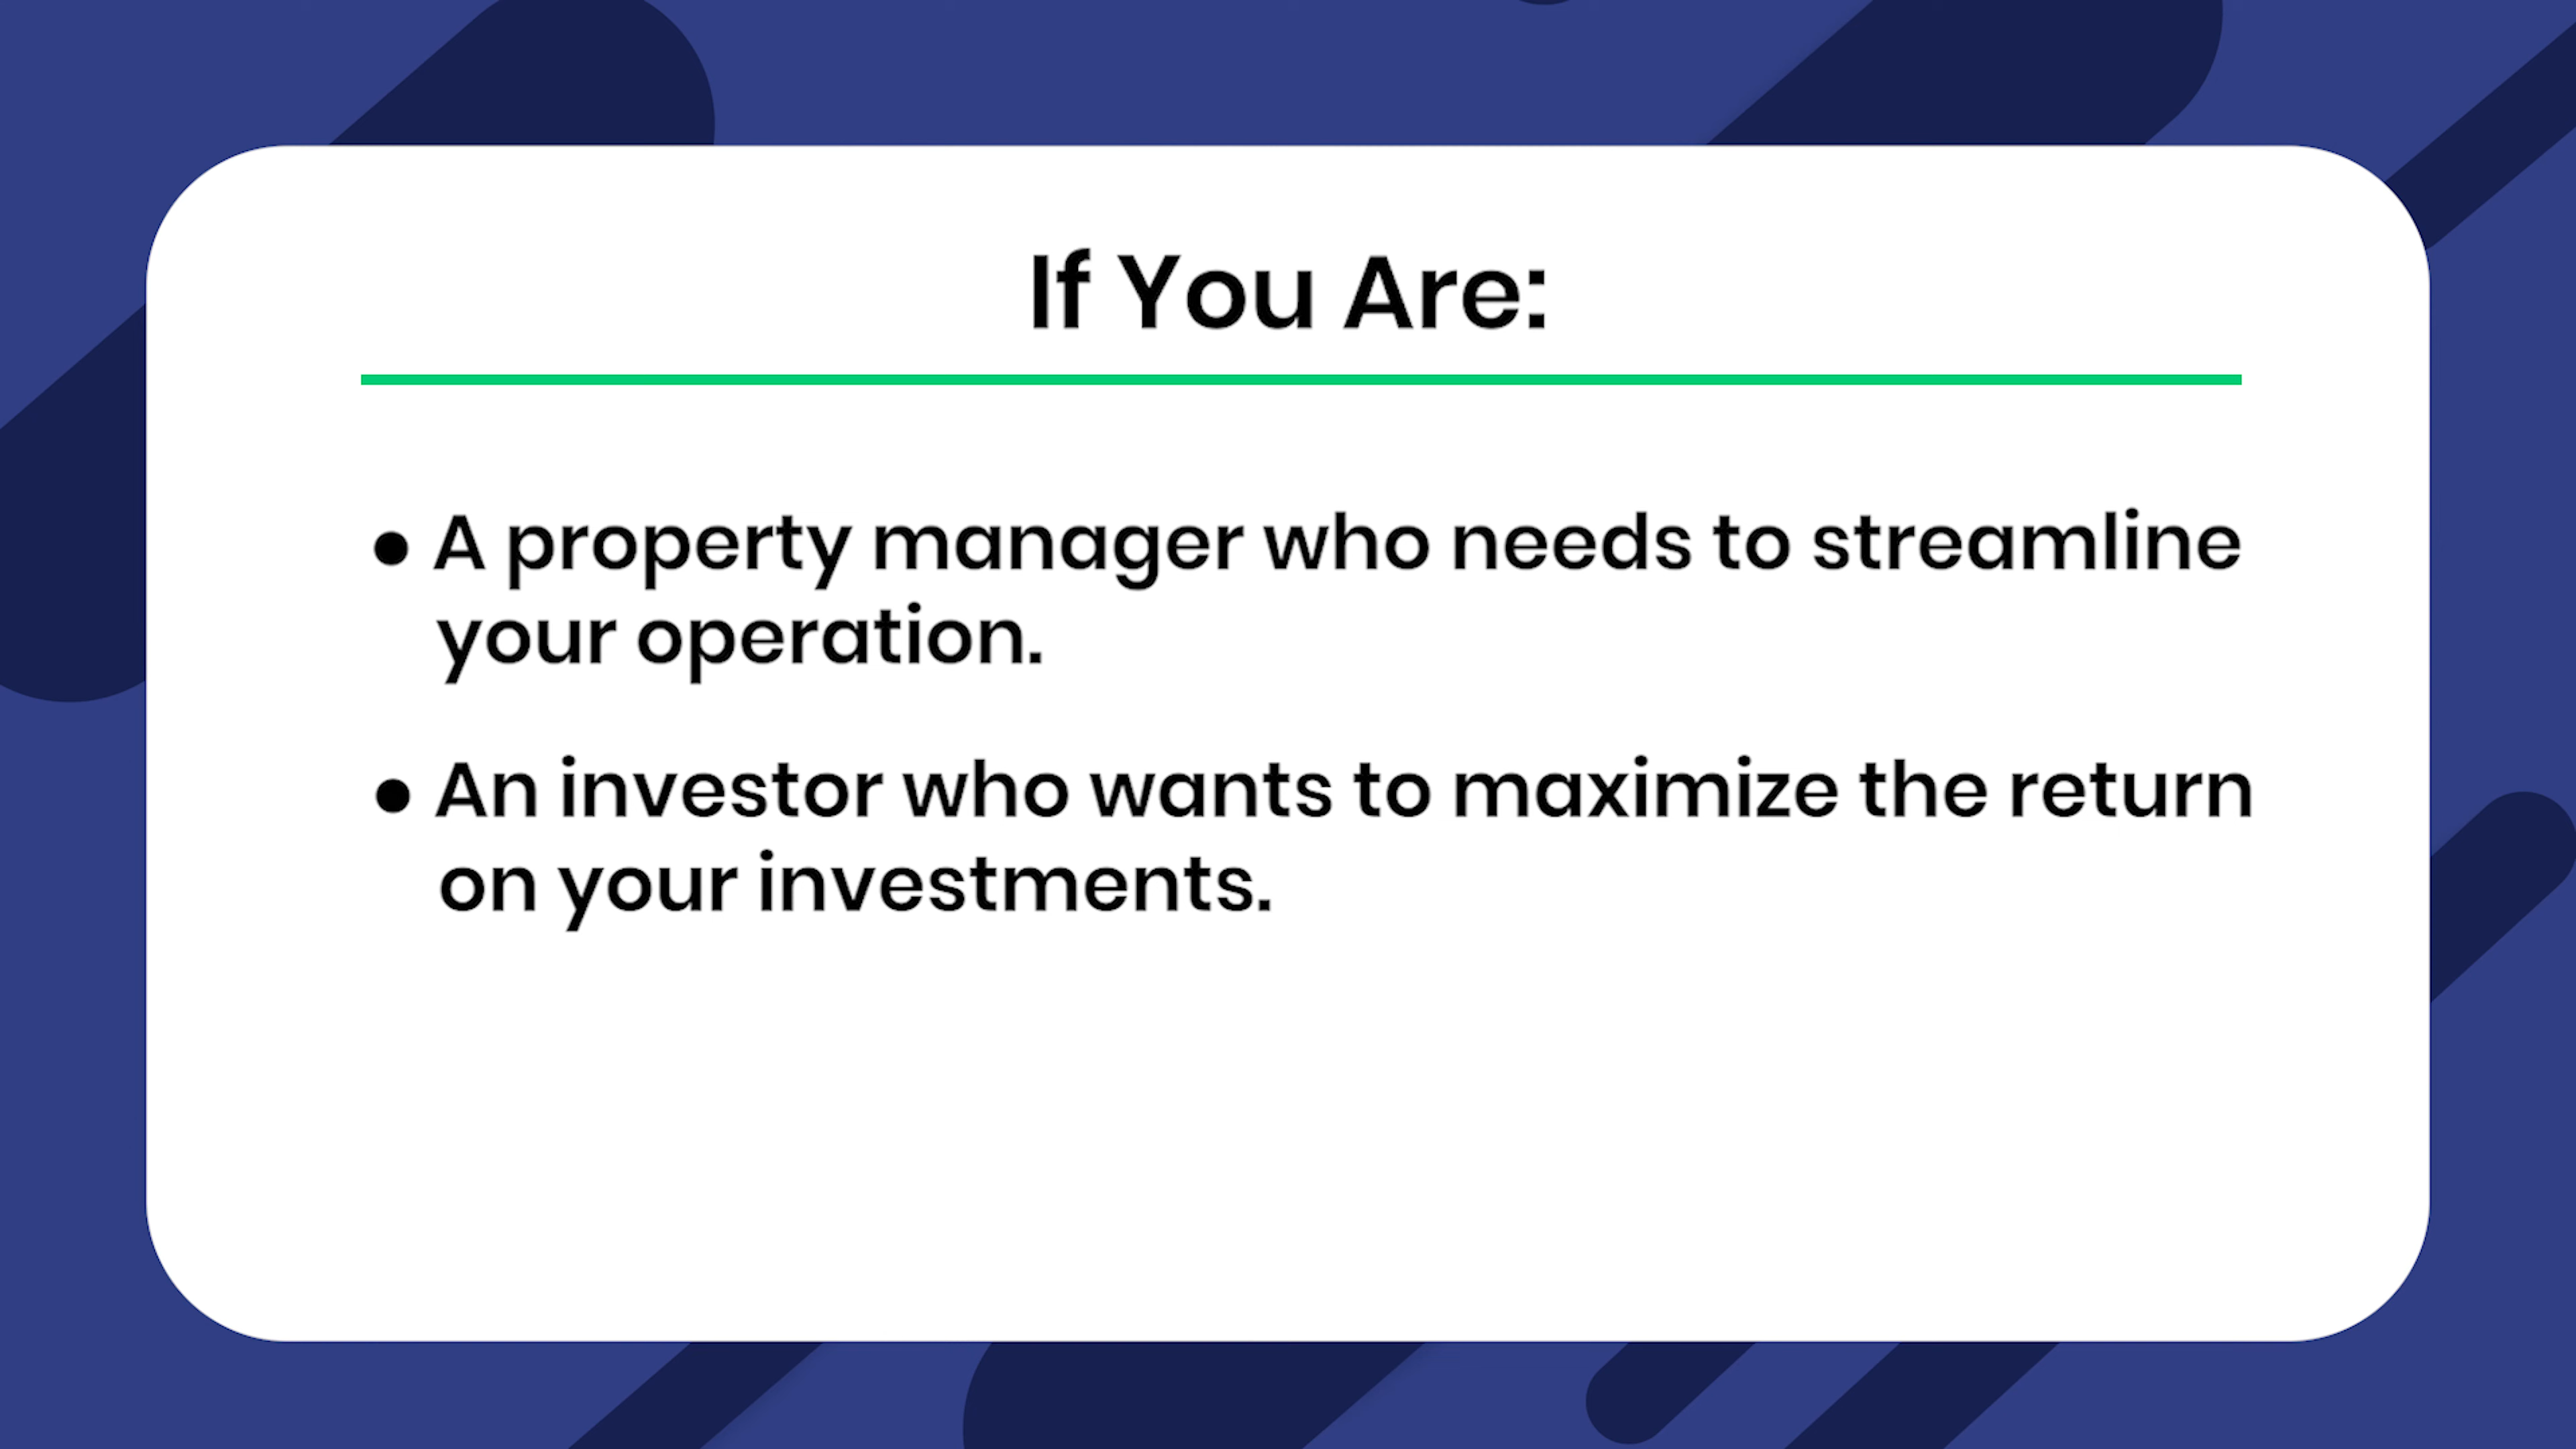 If You Are:
• A property manager who needs to streamline
your operation.
• An investor who wants to maximize the return
on your investments.